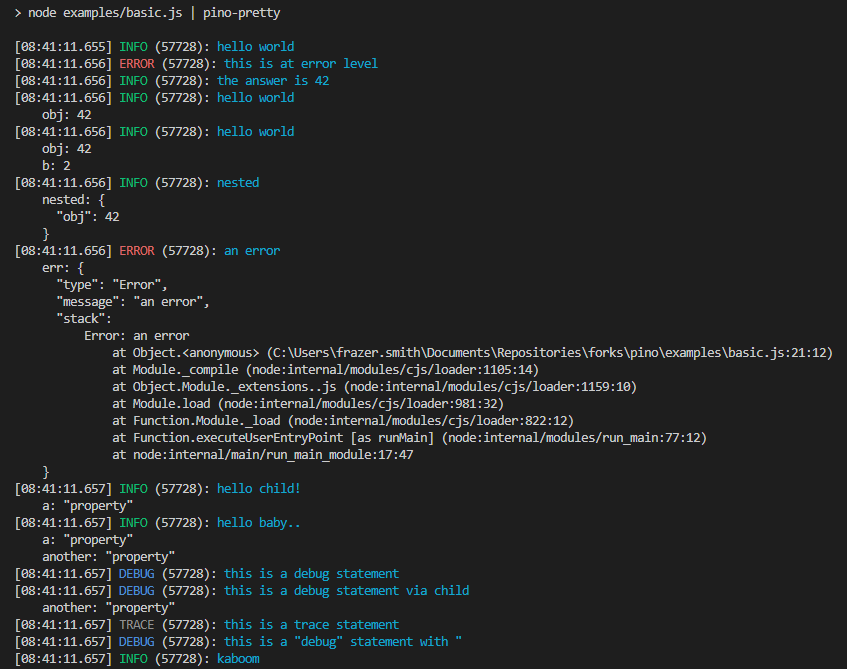 > node examples/basic.js | pino-pretty
[08:41:11.655] INFO (57728): hello world
[08:41:11.656] ERROR (57728): this is at error level
[08:41:11.656] INFO (57728): the answer is 42
[08:41:11.656] INFO (57728): hello world
    obj: 42
[08:41:11.656] INFO (57728): hello world
    obj: 42
    b: 2
[08:41:11.656] INFO (57728): nested
    nested: {
      "obj": 42
    }
[08:41:11.656] ERROR (57728): an error
    err: {
      "type": "Error",
      "message": "an error",
      "stack":
          Error: an error
              at Object.<anonymous> (C:\Users\frazer.smith\Documents\Repositories\forks\pino\examples\basic.js:21:12)
              at Module._compile (node:internal/modules/cjs/loader:1105:14)
              at Object.Module._extensions..js (node:internal/modules/cjs/loader:1159:10)
              at Module.load (node:internal/modules/cjs/loader:981:32)
              at Function.Module._load (node:internal/modules/cjs/loader:822:12)
              at Function.executeUserEntryPoint [as runMain] (node:internal/modules/run_main:77:12)
              at node:internal/main/run_main_module:17:47
    }
[08:41:11.657] INFO (57728): hello child!
    a: "property"
[08:41:11.657] INFO (57728): hello baby..
    a: "property"
    another: "property"
[08:41:11.657] DEBUG (57728): this is a debug statement
[08:41:11.657] DEBUG (57728): this is a debug statement via child
    another: "property"
[08:41:11.657] TRACE (57728): this is a trace statement
[08:41:11.657] DEBUG (57728): this is a "debug" statement with "
[08:41:11.657] INFO (57728): kaboom